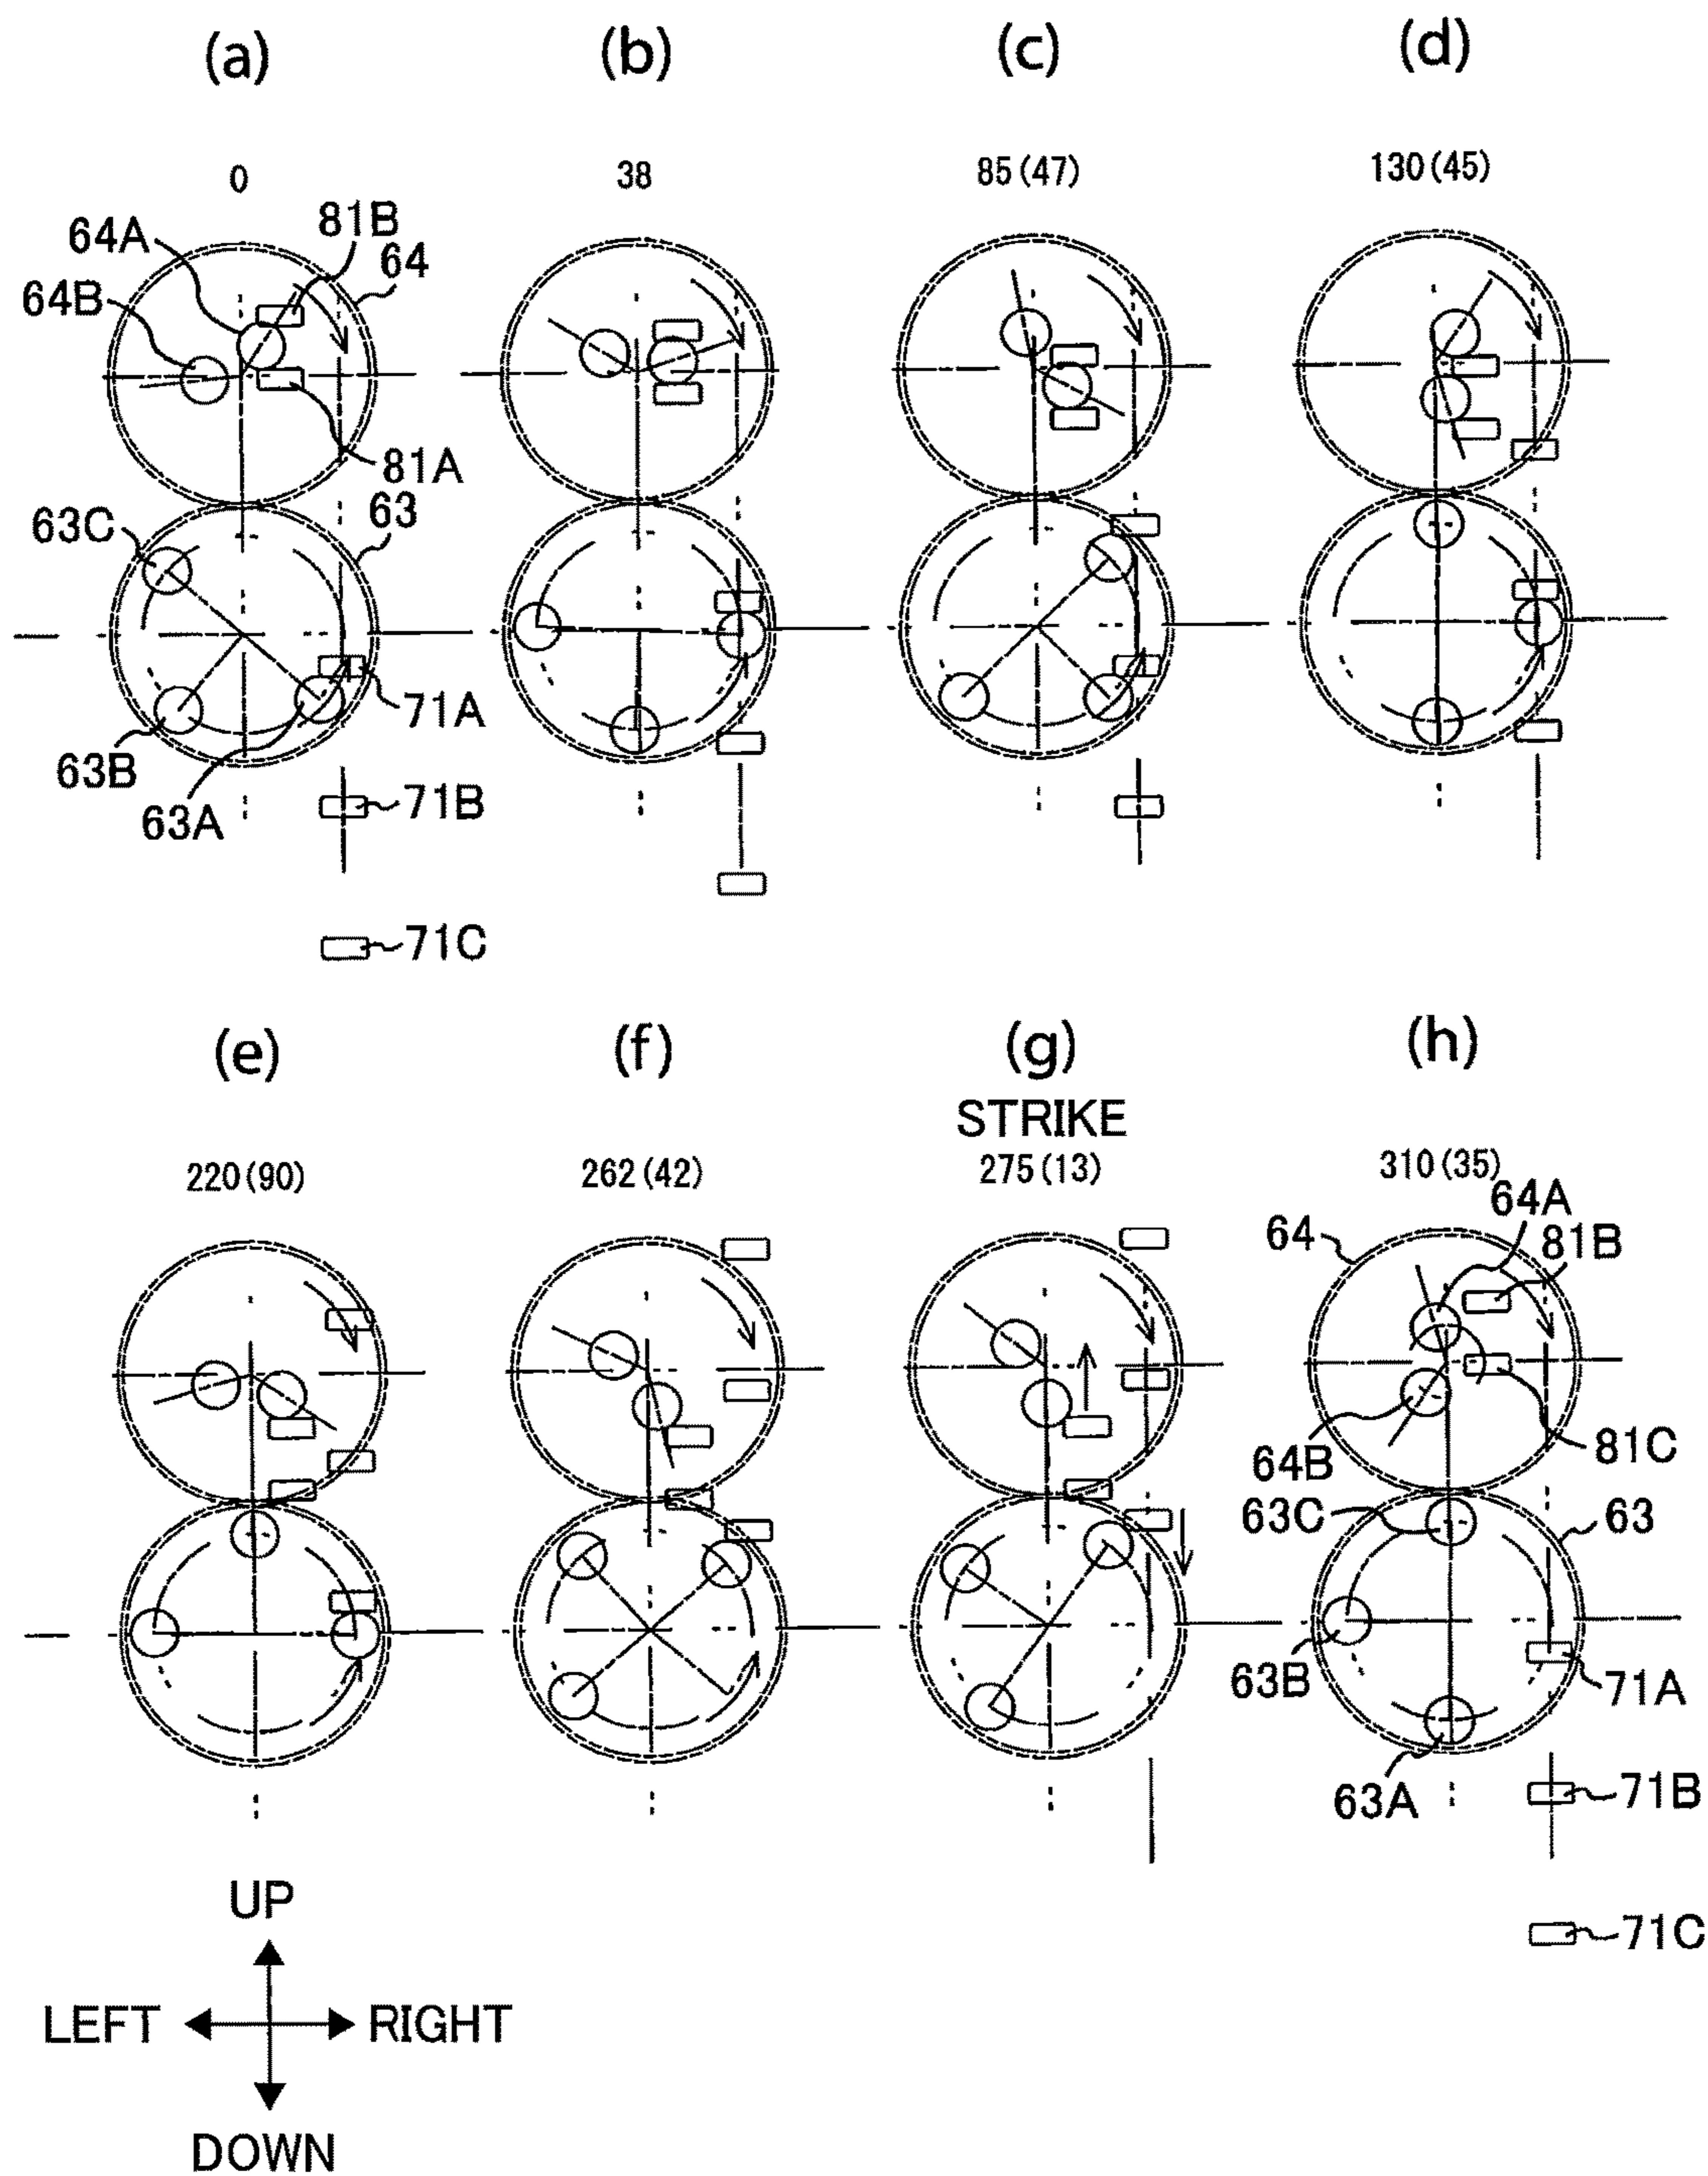 (a) (b) (c) (d)
0 38 85(47) 130(45)
64A 81B
64
64B
81A
63C 63
71A
63B
63A 71B
71C
(e) (f) (g) (h)
STRIKE
220(90) 262(42) 275(13) 310(35)
64A
64 81B
64B 81C
63C 63
63B 71A
63A 71B
71C
UP
LEFT RIGHT
DOWN